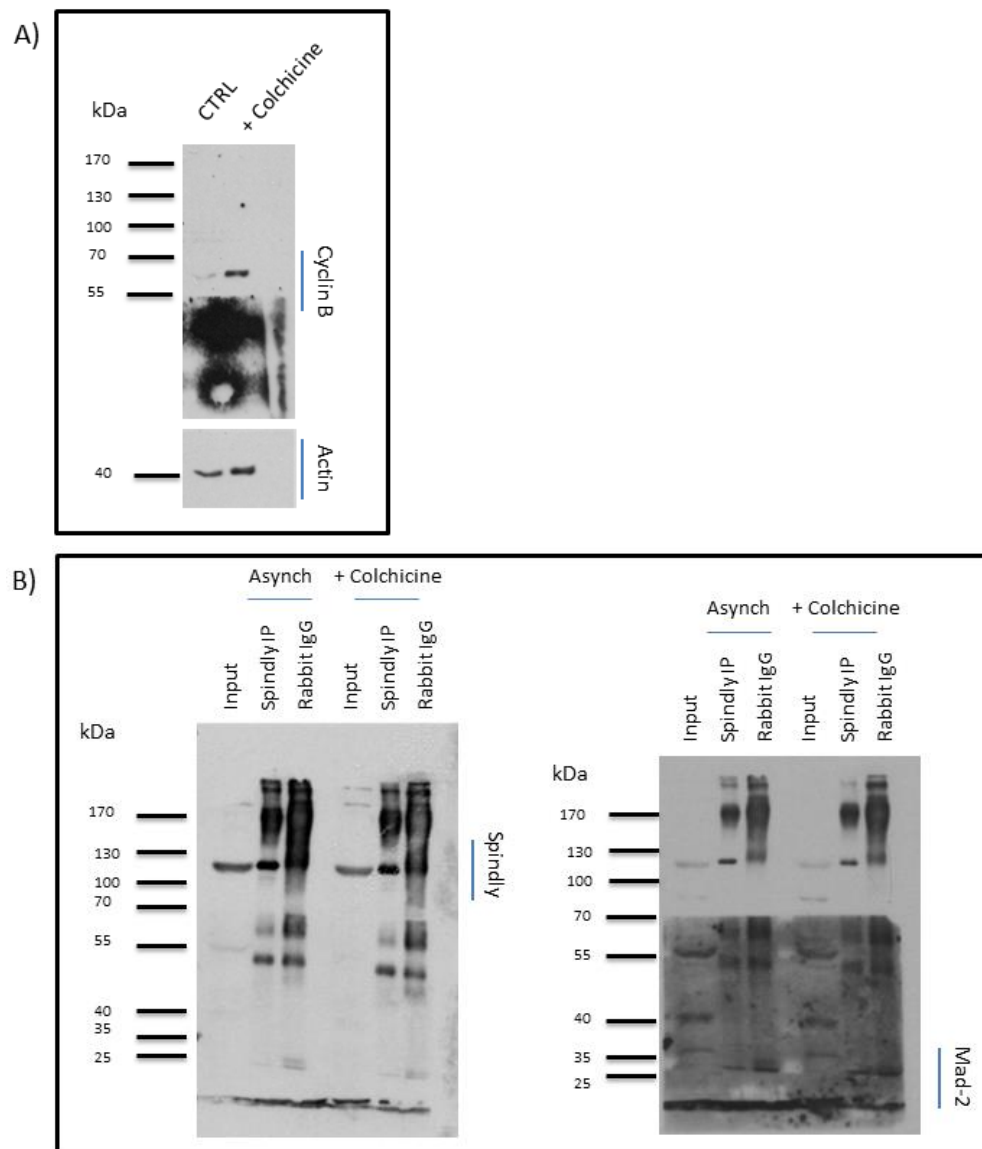 A)
kDa
CTRL
+ Colchicine
170
130
100
70
55
Cyclin B
40
Actin
B)
Asynch + Colchicine
Input
Spindly IP
Rabbit IgG
Input
Spindly IP
Rabbit IgG
kDa
170
130
100
70
55
40
35
25
Spindly
Asynch + Colchicine
Input
Spindly IP
Rabbit IgG
Input
Spindly IP
Rabbit IgG
kDa
170
130
100
70
55
40
35
25
Mad-2